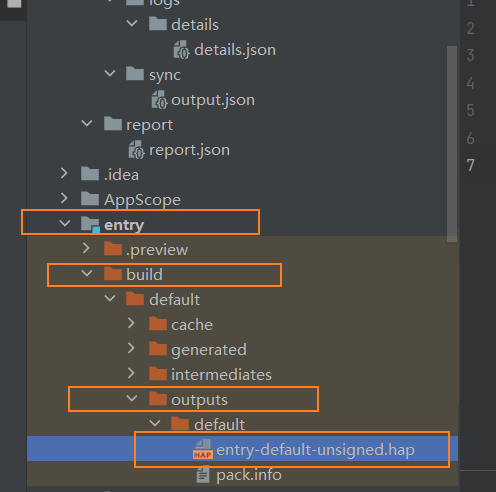 logs
details
details.json
sync
output.json
report
report.json
.idea
AppScope
entry
.preview
build
default
cache
generated
intermediates
outputs
default
entry-default-unsigned.hap
pack.info
1
2
3
4
5
6
7